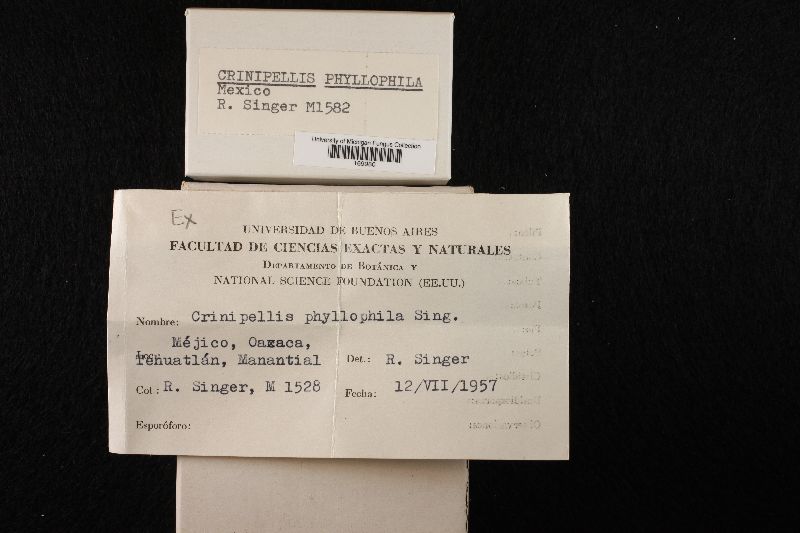 CRINIPELLIS PHYLLOPHILA
Mexico
R. Singer M1582
University of Michigan Fungus Collection
Ex
UNIVERSIDAD DE BUENOS AIRES
FACULTAD DE CIENCIAS EXACTAS Y NATURALES
DEPARTAMENTO DE BOTÁNICA Y
NATIONAL SCIENCE FOUNDATION (EE.UU.)
Nombre: Crinipellis phyllophila Sing.
Méjico, Oaxaca,
Tehuatlán, Manantial Det.: R. Singer
Col: R. Singer, M 1528 Fecha: 12/VII/1957
Esporóforo: